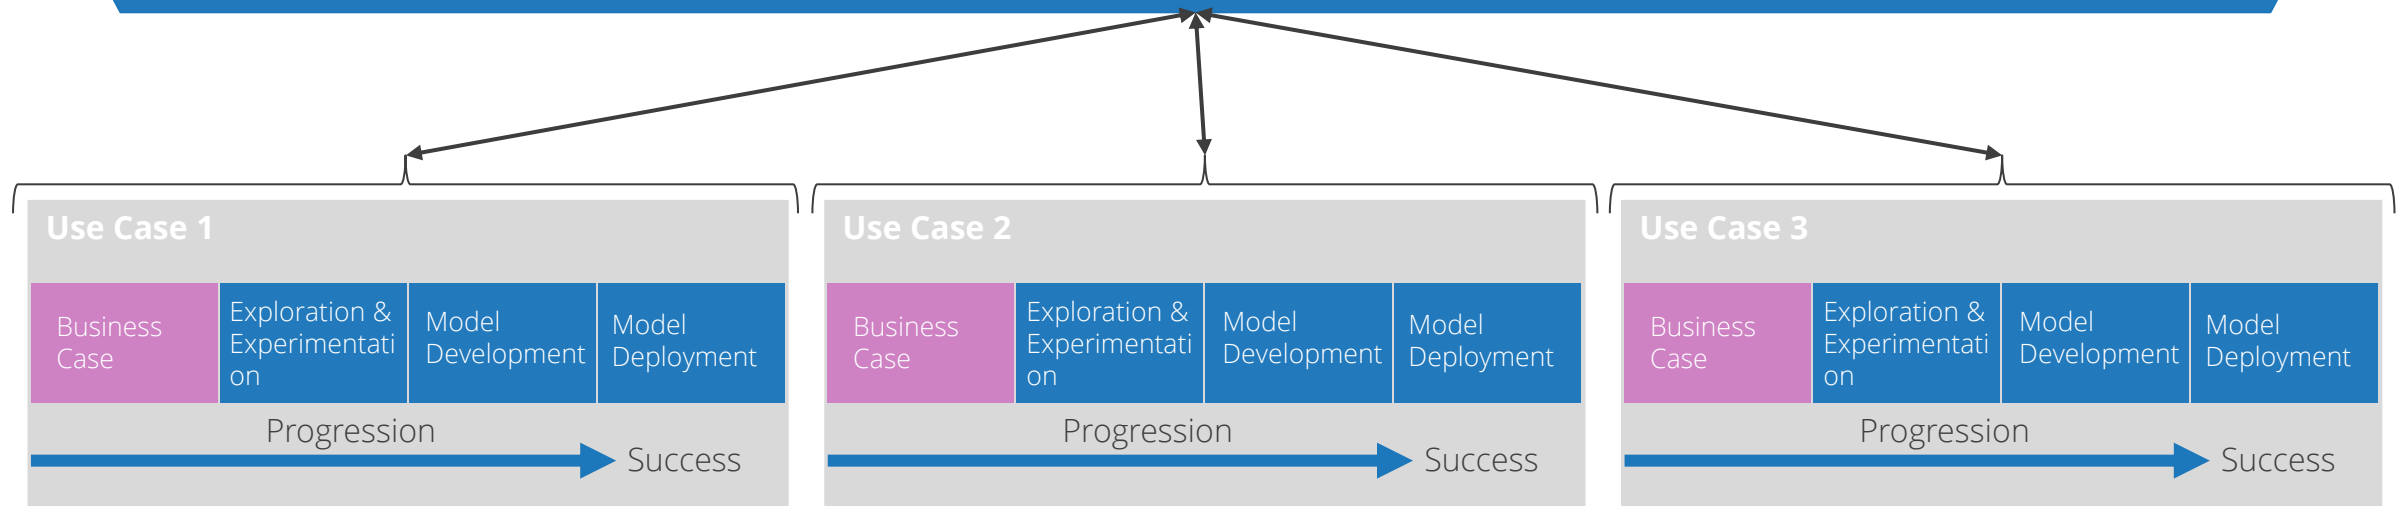 Use Case 1
Business
Case
Exploration &
Experimentati
on
Model
Development
Model
Deployment
Progression
Success
Use Case 2
Business
Case
Exploration &
Experimentati
on
Model
Development
Model
Deployment
Progression
Success
Use Case 3
Business
Case
Exploration &
Experimentati
on
Model
Development
Model
Deployment
Progression
Success